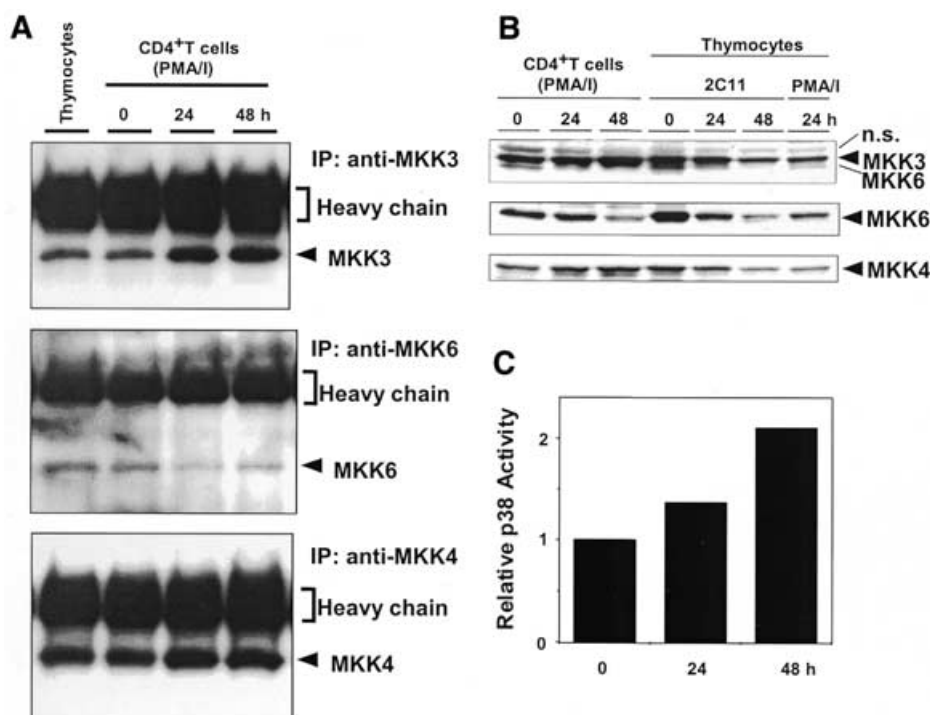 A
Thymocytes
CD4+T cells
(PMA/I)
0 24 48 h
IP: anti-MKK3
Heavy chain
MKK3
IP: anti-MKK6
Heavy chain
MKK6
IP: anti-MKK4
Heavy chain
MKK4
B
Thymocytes
CD4+T cells
(PMA/I)
2C11 PMA/I
0 24 48 0 24 48 24 h
n.s.
MKK3
MKK6
MKK6
MKK4
C
Relative p38 Activity
2
1
0
0 24 48 h